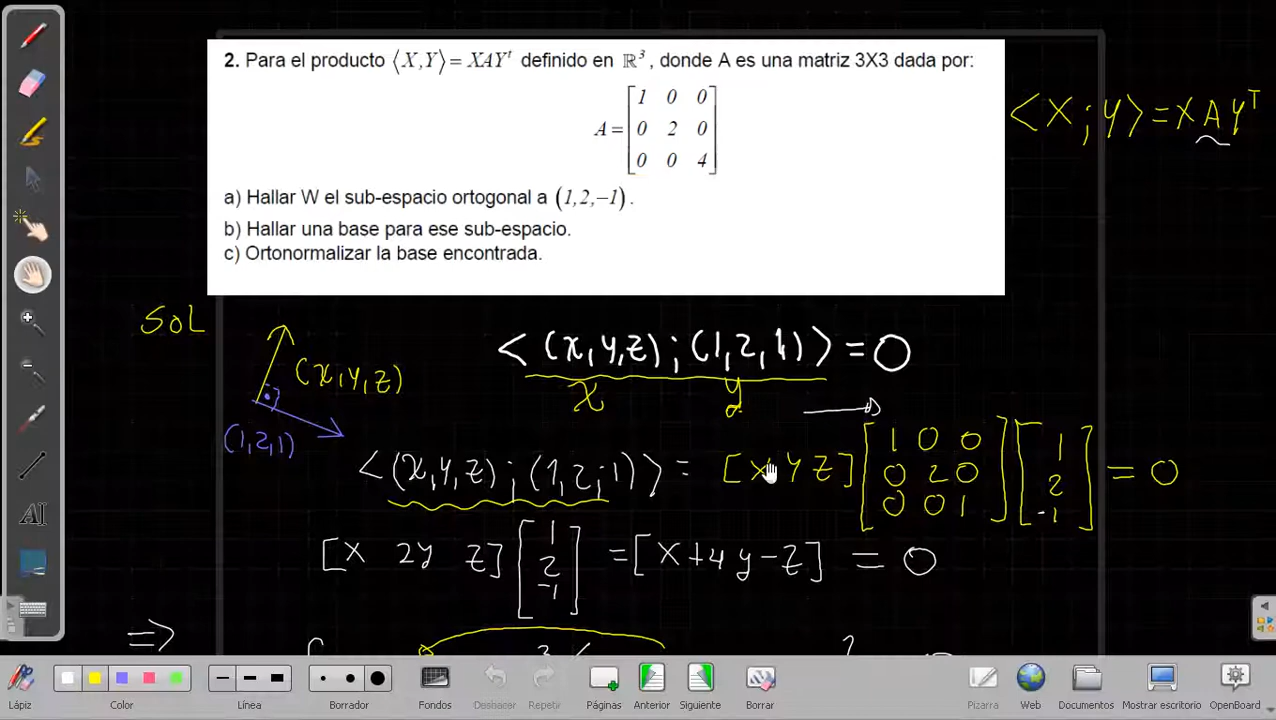 2. Para el producto ⟨X,Y⟩ = XAYᵗ definido en ℝ³, donde A es una matriz 3X3 dada por:
A = [1 0 0
0 2 0
0 0 4]
a) Hallar W el sub-espacio ortogonal a (1,2,−1).
b) Hallar una base para ese sub-espacio.
c) Ortonormalizar la base encontrada.
<X;Y>=XAYᵀ
SOL
(x,y,z)
(1,2,1)
<(x,y,z);(1,2,1)>=0
x y
<(x,y,z);(1,2,1)> = [x y z] [1 0 0
0 2 0
0 0 1] [1
2
-1] = 0
[x 2y z] [1
2
-1] =[x+4y-z] = 0
=>
Lápiz
Color
Línea
Borrador
Fondos
Deshacer
Repetir
Páginas
Anterior
Siguiente
Borrar
Pizarra
Web
Documentos
Mostrar escritorio
OpenBoard